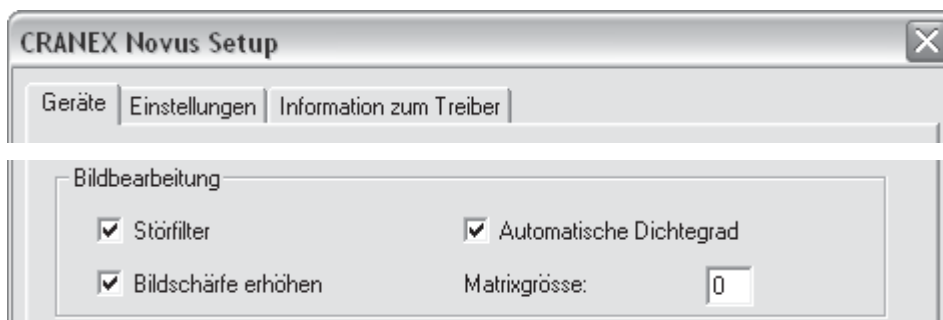 CRANEX Novus Setup
Geräte Einstellungen Information zum Treiber
Bildbearbeitung
Störfilter Automatische Dichtegrad
Bildschärfe erhöhen Matrixgrösse: 0